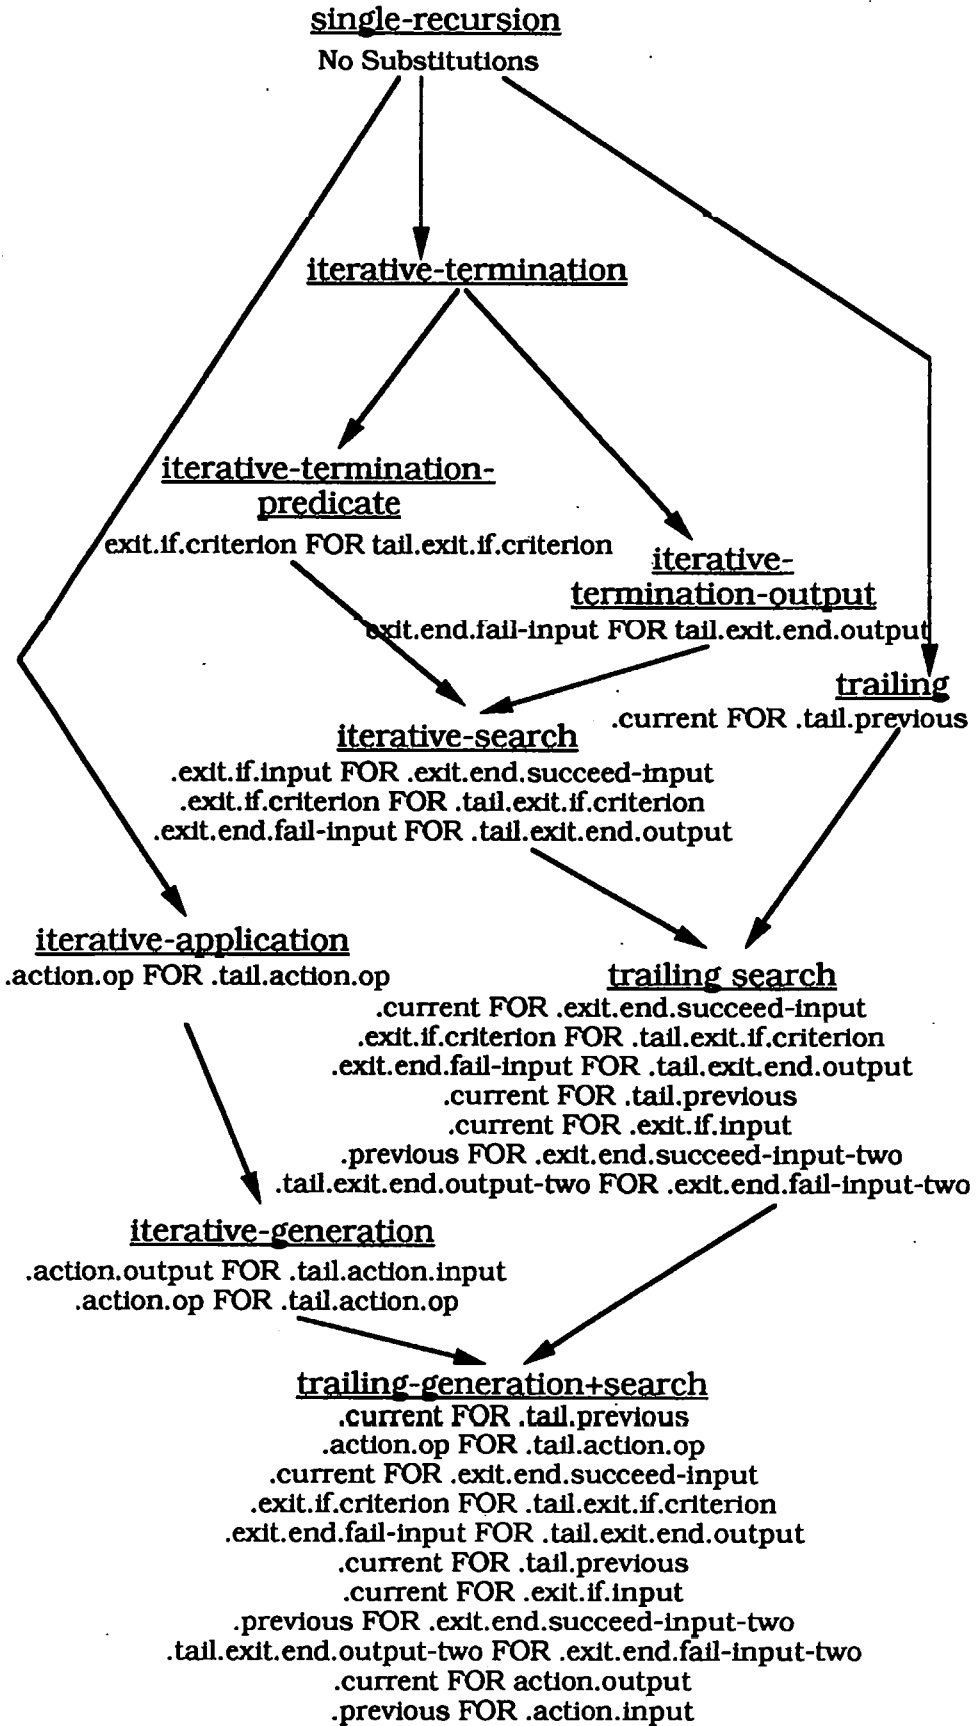 single-recursion
No Substitutions
iterative-termination
iterative-termination-
predicate
exit.if.criterion FOR tail.exit.if.criterion
iterative-
termination-output
exit.end.fail-input FOR tail.exit.end.output
trailing
.current FOR .tail.previous
iterative-search
.exit.if.input FOR .exit.end.succeed-input
.exit.if.criterion FOR .tail.exit.if.criterion
.exit.end.fail-input FOR .tail.exit.end.output
iterative-application
.action.op FOR .tail.action.op
trailing search
.current FOR .exit.end.succeed-input
.exit.if.criterion FOR .tail.exit.if.criterion
.exit.end.fail-input FOR .tail.exit.end.output
.current FOR .tail.previous
.current FOR .exit.if.input
.previous FOR .exit.end.succeed-input-two
.tail.exit.end.output-two FOR .exit.end.fail-input-two
iterative-generation
.action.output FOR .tail.action.input
.action.op FOR .tail.action.op
trailing-generation+search
.current FOR .tail.previous
.action.op FOR .tail.action.op
.current FOR .exit.end.succeed-input
.exit.if.criterion FOR .tail.exit.if.criterion
.exit.end.fail-input FOR .tail.exit.end.output
.current FOR .tail.previous
.current FOR .exit.if.input
.previous FOR .exit.end.succeed-input-two
.tail.exit.end.output-two FOR .exit.end.fail-input-two
.current FOR action.output
.previous FOR .action.input